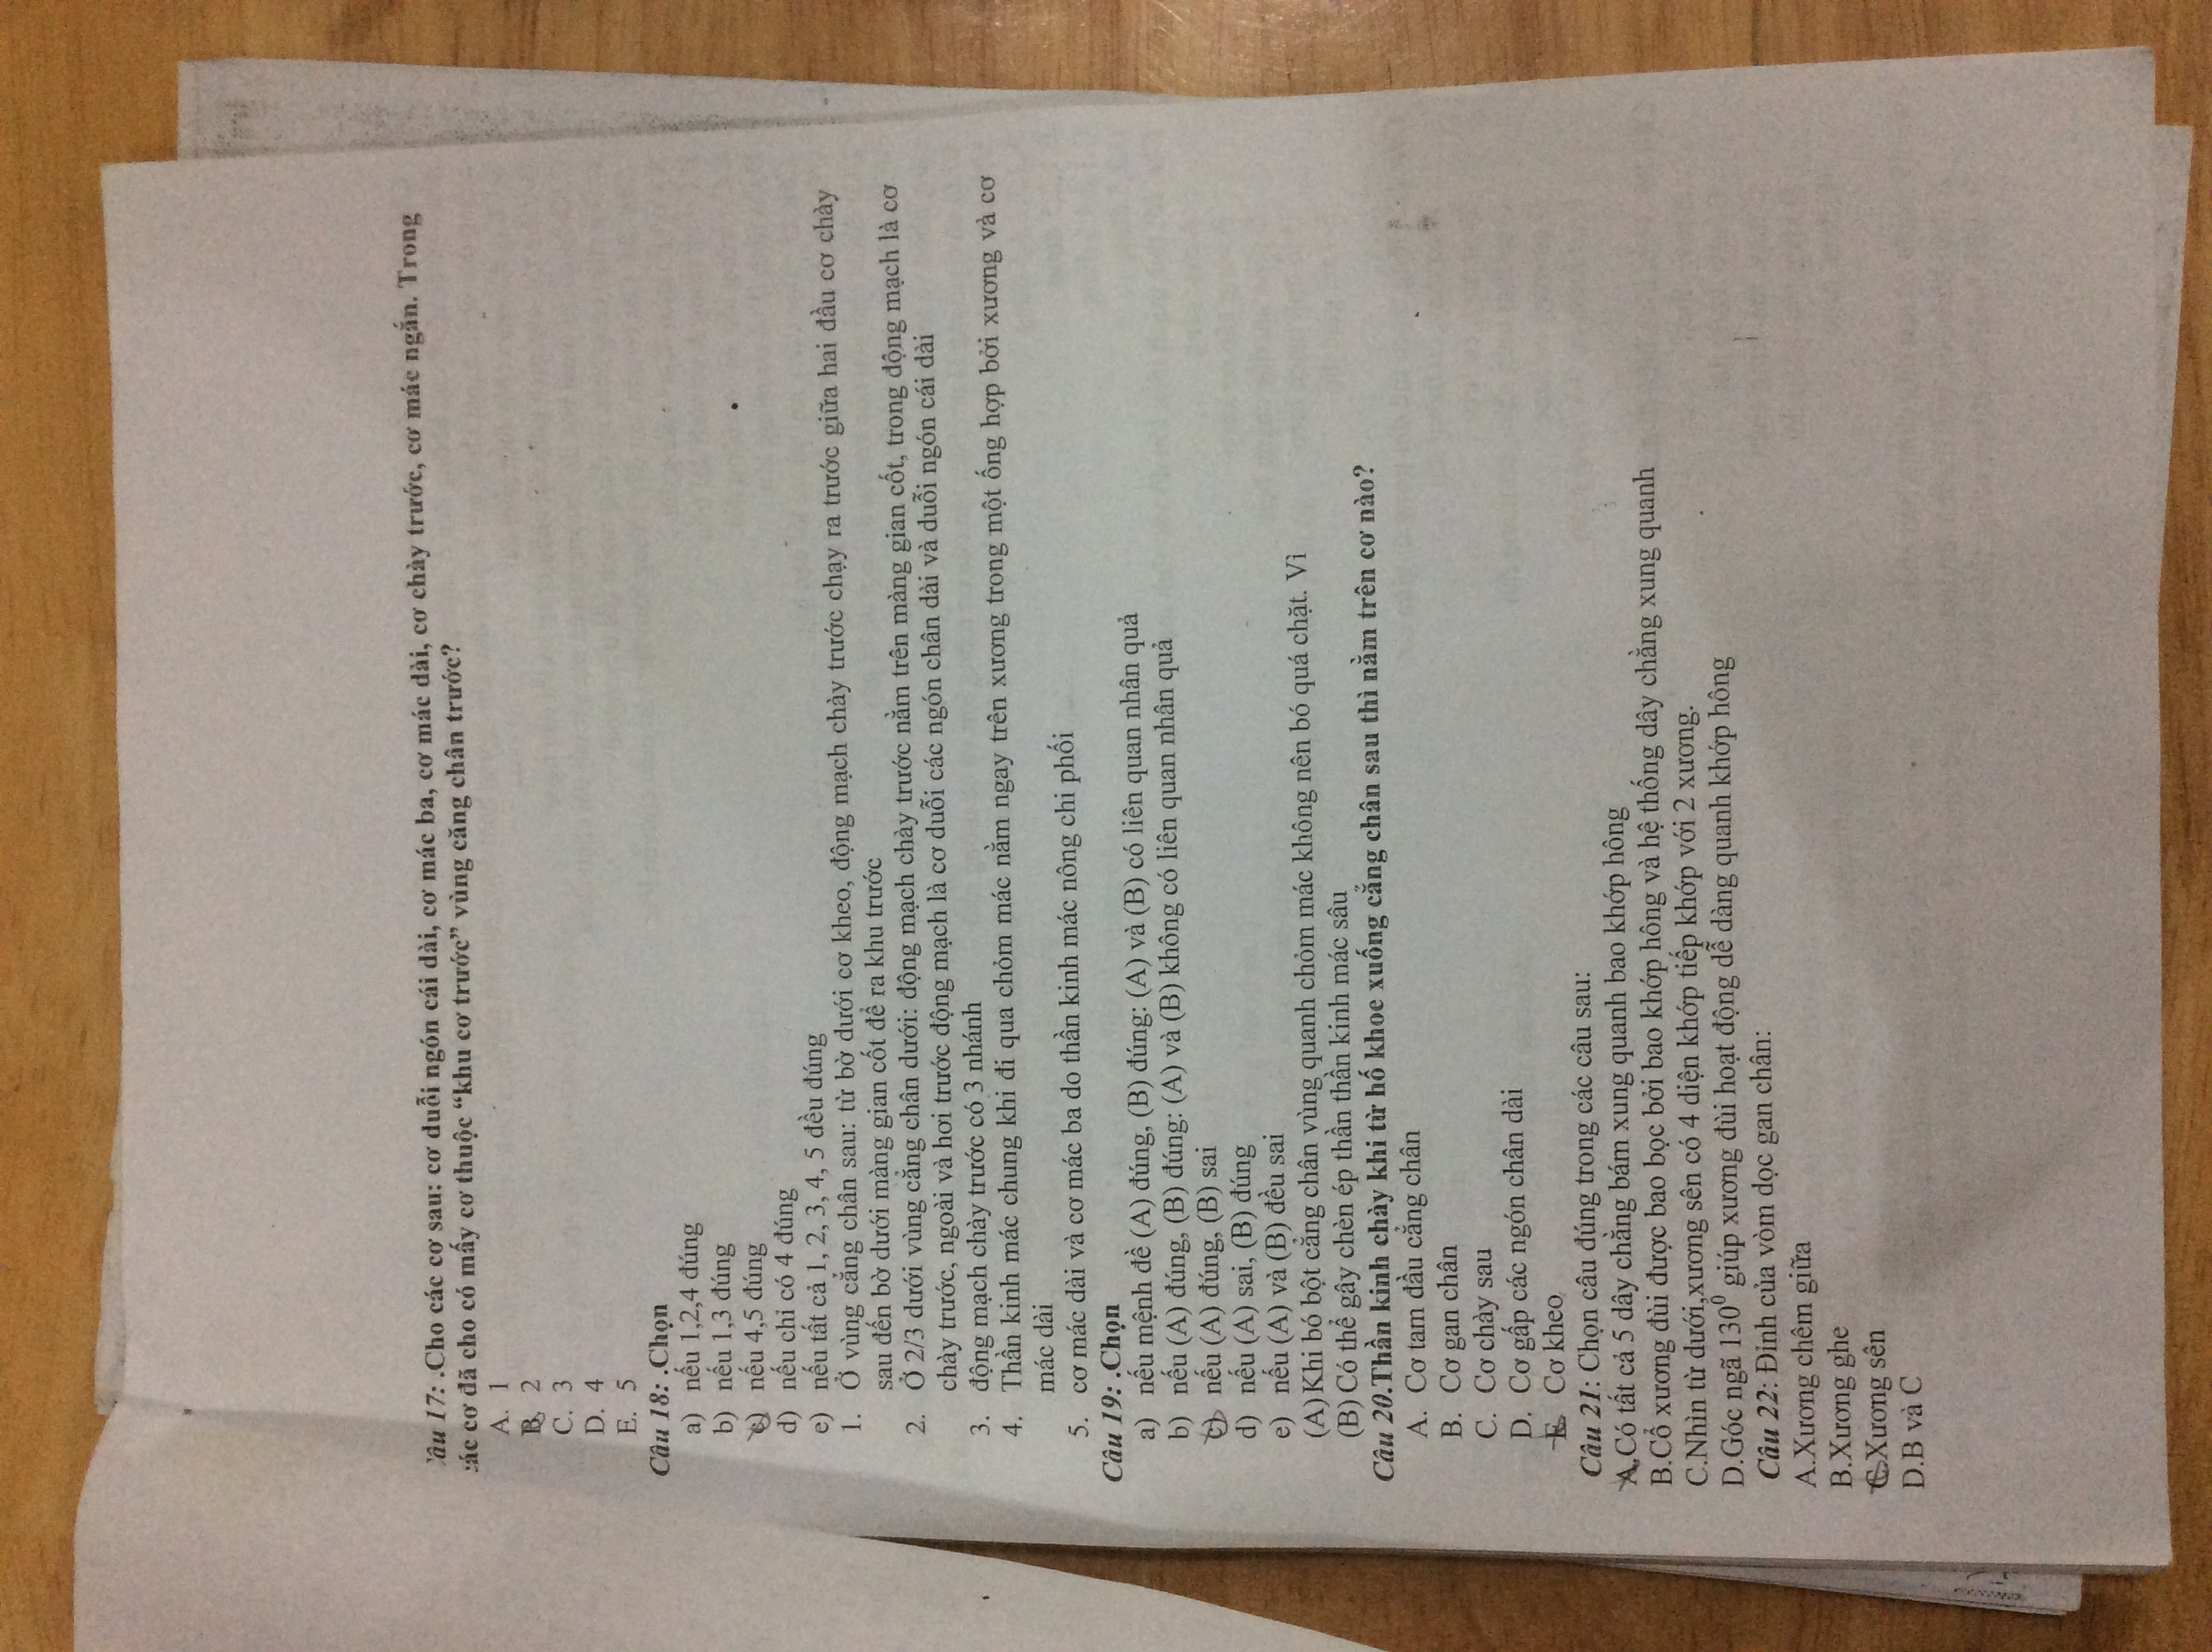 Câu 17: .Cho các cơ sau: cơ duỗi ngón cái dài, cơ mác ba, cơ mác dài, cơ chày trước, cơ mác ngắn. Trong
các cơ đã cho có mấy cơ thuộc “khu cơ trước” vùng căng chân trước?
A. 1
B. 2
C. 3
D. 4
E. 5
Câu 18: .Chọn
a) nếu 1,2,4 đúng
b) nếu 1,3 đúng
c) nếu 4,5 đúng
d) nếu chỉ có 4 đúng
e) nếu tất cả 1, 2, 3, 4, 5 đều đúng
1. Ở vùng cẳng chân sau: từ bờ dưới cơ kheo, động mạch chày trước chạy ra trước giữa hai đầu cơ chày
sau đến bờ dưới màng gian cốt để ra khu trước
2. Ở 2/3 dưới vùng cẳng chân dưới: động mạch chày trước nằm trên màng gian cốt, trong động mạch là cơ
chày trước, ngoài và hơi trước động mạch là cơ duỗi các ngón chân dài và duỗi ngón cái dài
3. động mạch chày trước có 3 nhánh
4. Thần kinh mác chung khi đi qua chỏm mác nằm ngay trên xương trong một ống hợp bởi xương và cơ
mác dài
5. cơ mác dài và cơ mác ba do thần kinh mác nông chi phối
Câu 19: .Chọn
a) nếu mệnh đề (A) đúng, (B) đúng: (A) và (B) có liên quan nhân quả
b) nếu (A) đúng, (B) đúng: (A) và (B) không có liên quan nhân quả
c) nếu (A) đúng, (B) sai
d) nếu (A) sai, (B) đúng
e) nếu (A) và (B) đều sai
(A) Khi bó bột cẳng chân vùng quanh chỏm mác không nên bó quá chặt. Vì
(B) Có thể gây chèn ép thần thần kinh mác sâu
Câu 20.Thần kinh chày khi từ hố khoe xuống cẳng chân sau thì nằm trên cơ nào?
A. Cơ tam đầu cẳng chân
B. Cơ gan chân
C. Cơ chày sau
D. Cơ gấp các ngón chân dài
E. Cơ kheo
Câu 21: Chọn câu đúng trong các câu sau:
A.Có tất cả 5 dây chằng bám xung quanh bao khớp hông
B.Cổ xương đùi được bao bọc bởi bao khớp hông và hệ thống dây chằng xung quanh
C.Nhìn từ dưới,xương sên có 4 diện khớp tiếp khớp với 2 xương.
D.Góc ngã 130⁰ giúp xương đùi hoạt động dễ dàng quanh khớp hông
Câu 22: Đỉnh của vòm dọc gan chân:
A.Xương chêm giữa
B.Xương ghe
C.Xương sên
D.B và C